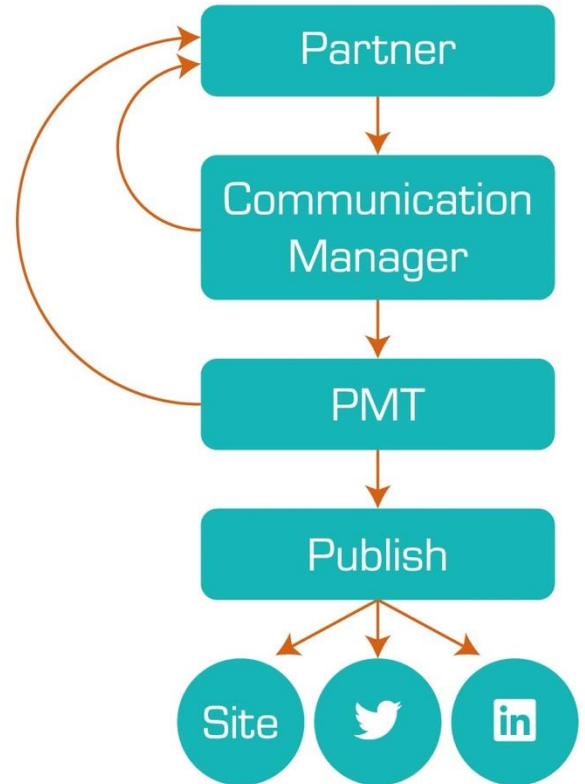 Partner
Communication
Manager
PMT
Publish
Site
in